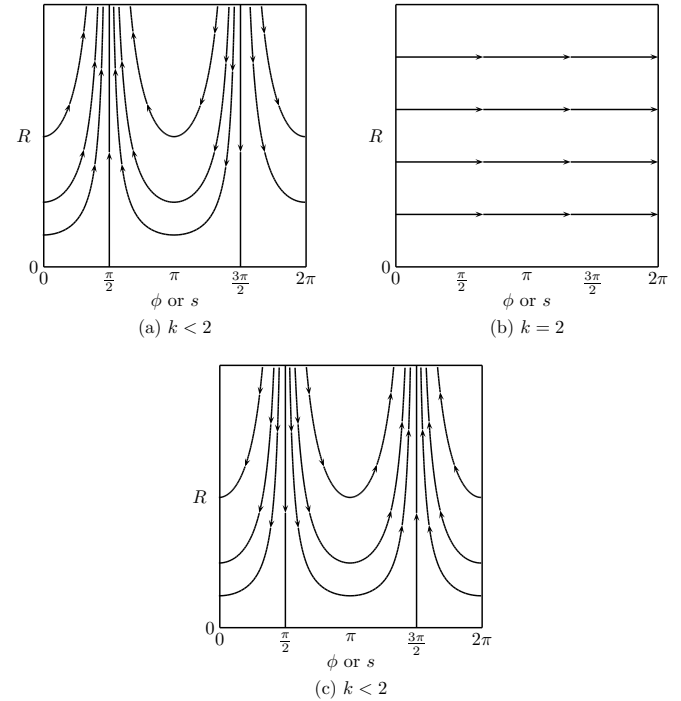 R R
0 0
0 π/2 π 3π/2 2π 0 π/2 π 3π/2 2π
ϕ or s ϕ or s
(a) k < 2 (b) k = 2
R
0
0 π/2 π 3π/2 2π
ϕ or s
(c) k < 2